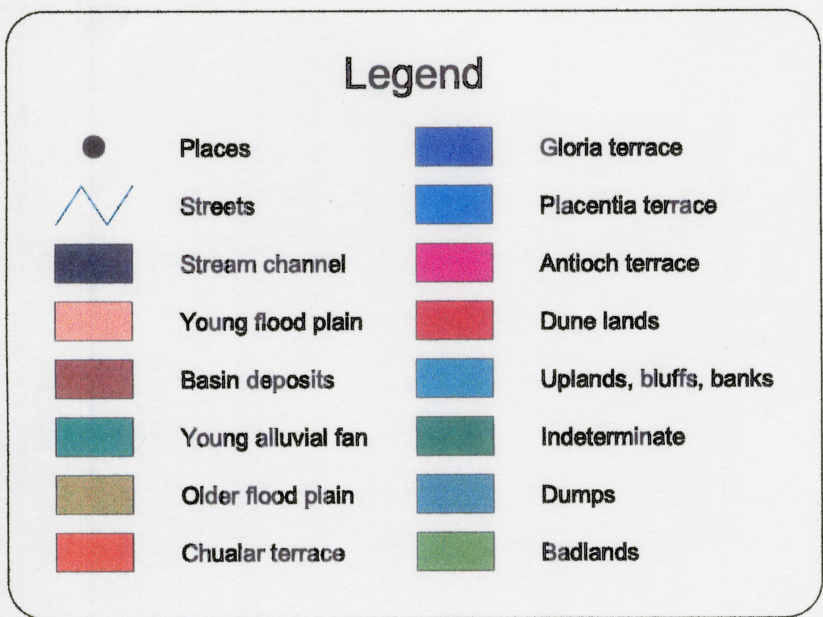 Legend
Places
Streets
Stream channel
Young flood plain
Basin deposits
Young alluvial fan
Older flood plain
Chualar terrace
Gloria terrace
Placentia terrace
Antioch terrace
Dune lands
Uplands, bluffs, banks
Indeterminate
Dumps
Badlands